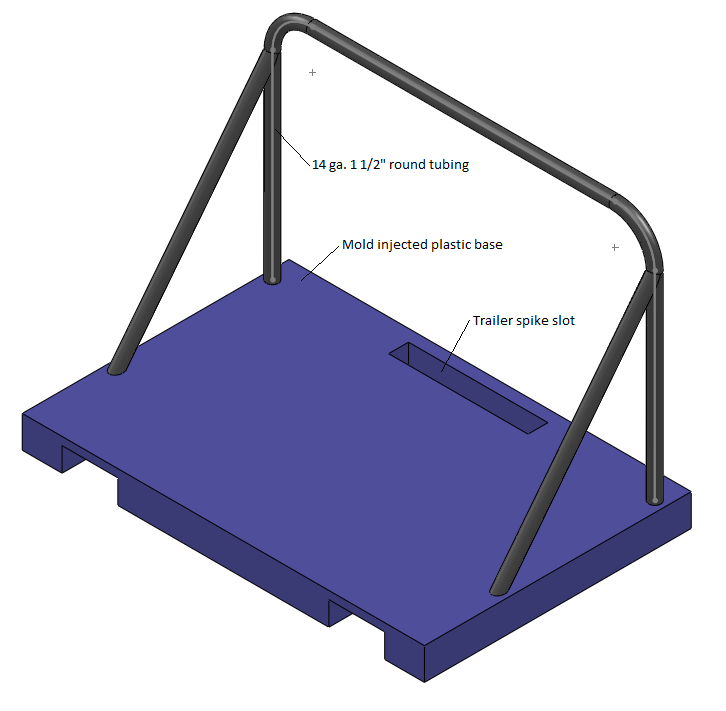 14 ga. 1 1/2" round tubing
Mold injected plastic base
Trailer spike slot